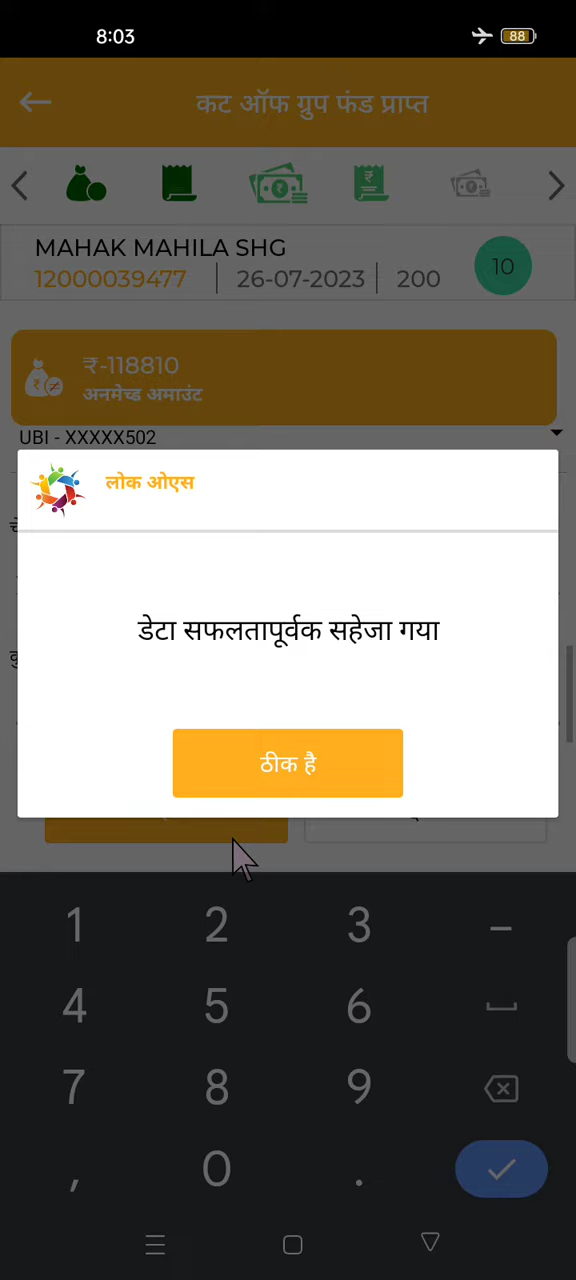 8:03
88
कट ऑफ ग्रुप फंड प्राप्त
MAHAK MAHILA SHG
12000039477 | 26-07-2023 | 200
10
₹-118810
अनमेच्ड अमाउंट
UBI - XXXXX502
लोक ओएस
डेटा सफलतापूर्वक सहेजा गया
ठीक है
1 2 3 –
4 5 6
7 8 9
, 0 .